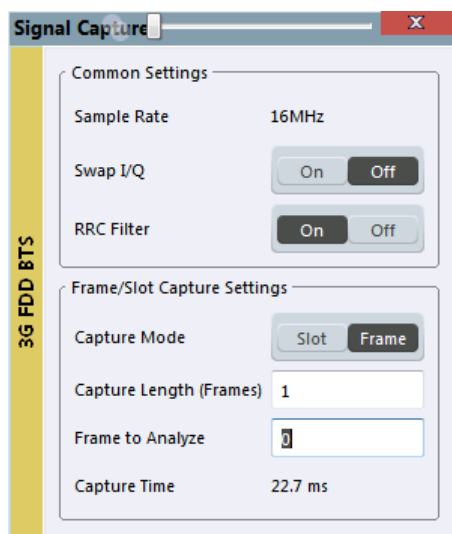 Signal Capture
3G FDD BTS
Common Settings
Sample Rate 16MHz
Swap I/Q On Off
RRC Filter On Off
Frame/Slot Capture Settings
Capture Mode Slot Frame
Capture Length (Frames) 1
Frame to Analyze 0
Capture Time 22.7 ms